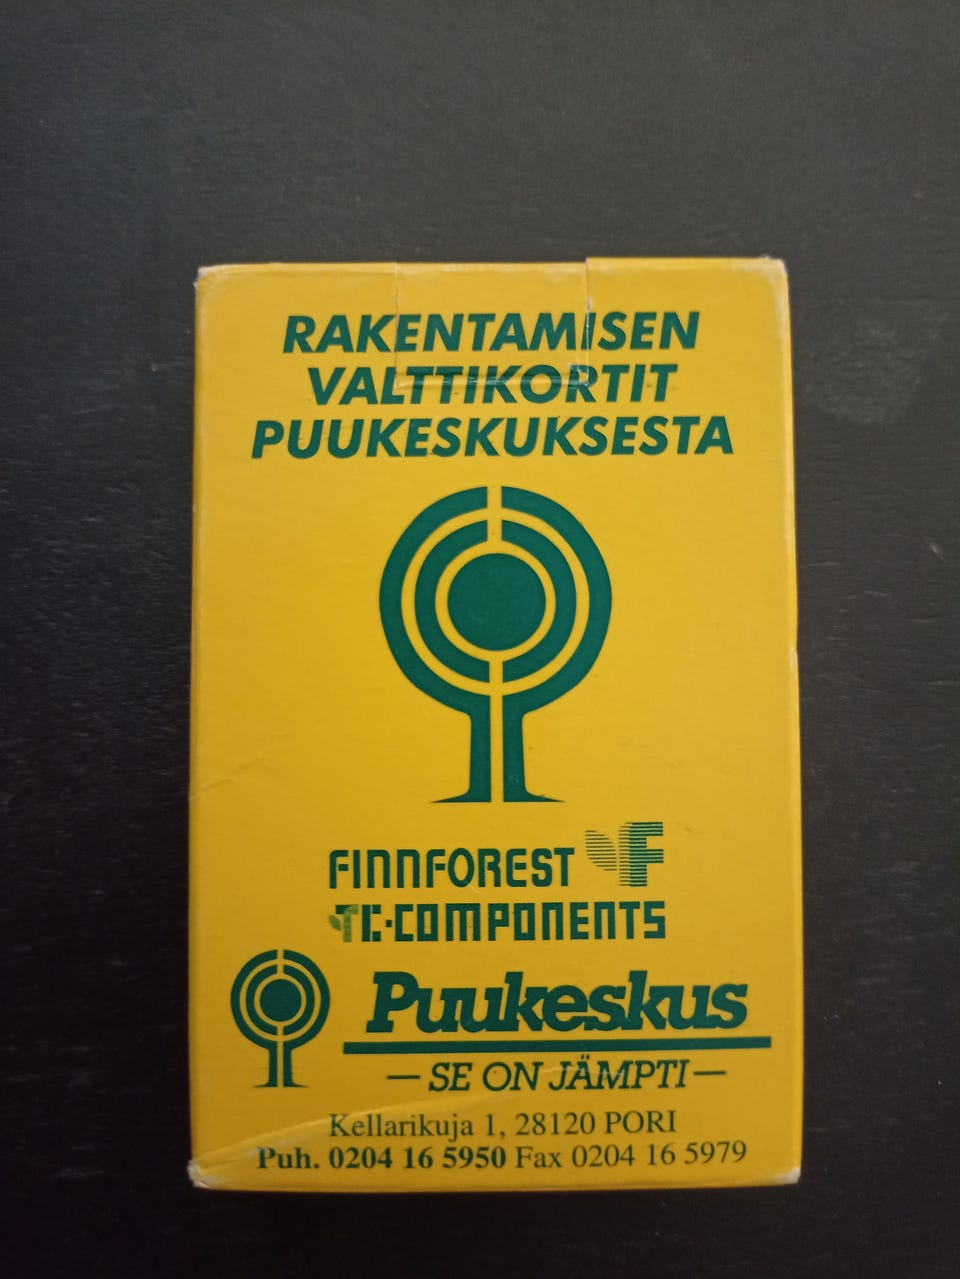 RAKENTAMISEN
VALTTIKORTIT
PUUKESKUKSESTA
FINNFOREST F
TC·COMPONENTS
Puukeskus
— SE ON JÄMPTI —
Kellarikuja 1, 28120 PORI
Puh. 0204 16 5950 Fax 0204 16 5979